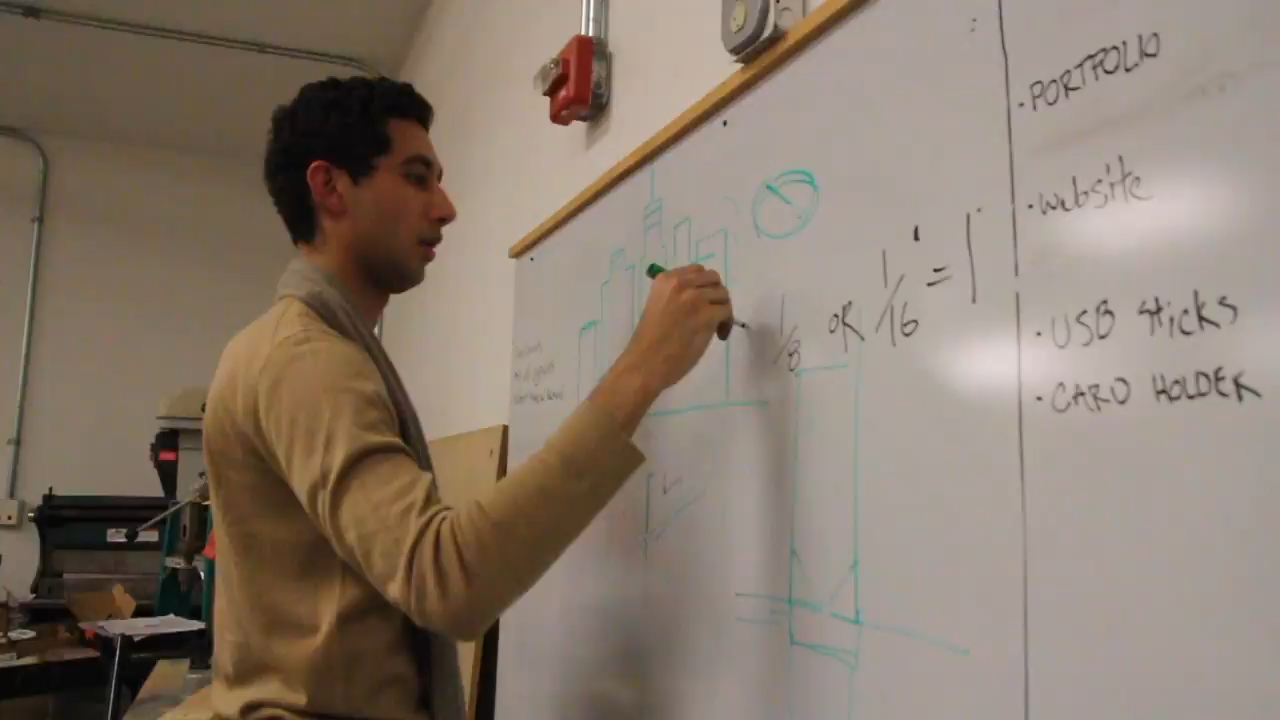 1/8 OR 1/16" = 1'
· PORTFOLIO
· website
· USB sticks
· CARD HOLDER